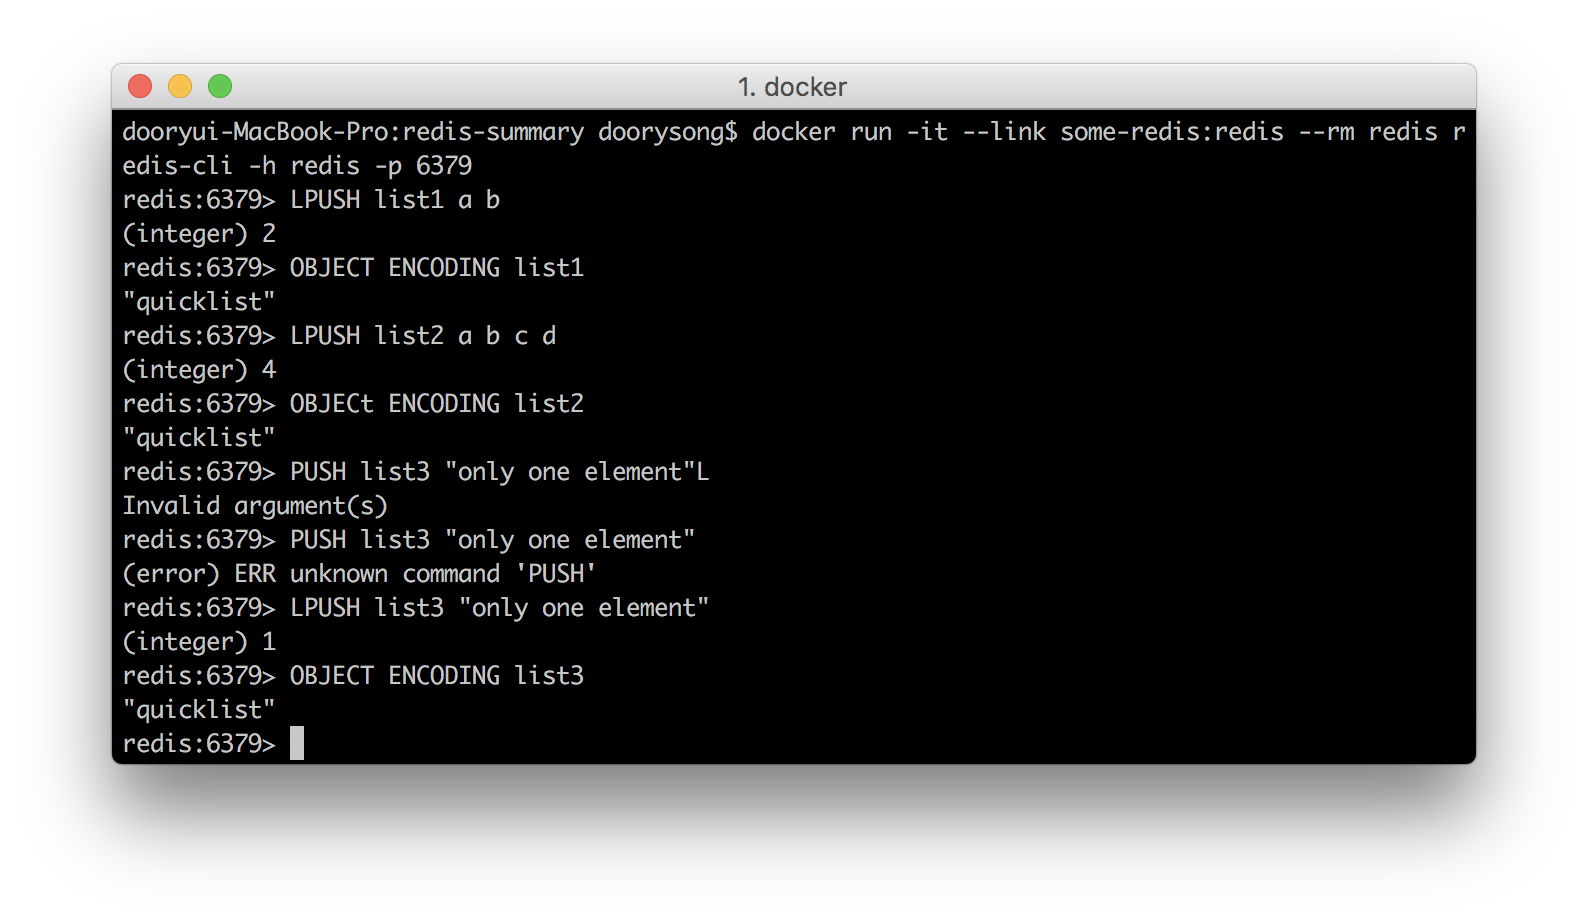 1. docker
dooryui-MacBook-Pro:redis-summary doorysong$ docker run -it --link some-redis:redis --rm redis r
edis-cli -h redis -p 6379
redis:6379> LPUSH list1 a b
(integer) 2
redis:6379> OBJECT ENCODING list1
"quicklist"
redis:6379> LPUSH list2 a b c d
(integer) 4
redis:6379> OBJECt ENCODING list2
"quicklist"
redis:6379> PUSH list3 "only one element"L
Invalid argument(s)
redis:6379> PUSH list3 "only one element"
(error) ERR unknown command 'PUSH'
redis:6379> LPUSH list3 "only one element"
(integer) 1
redis:6379> OBJECT ENCODING list3
"quicklist"
redis:6379>